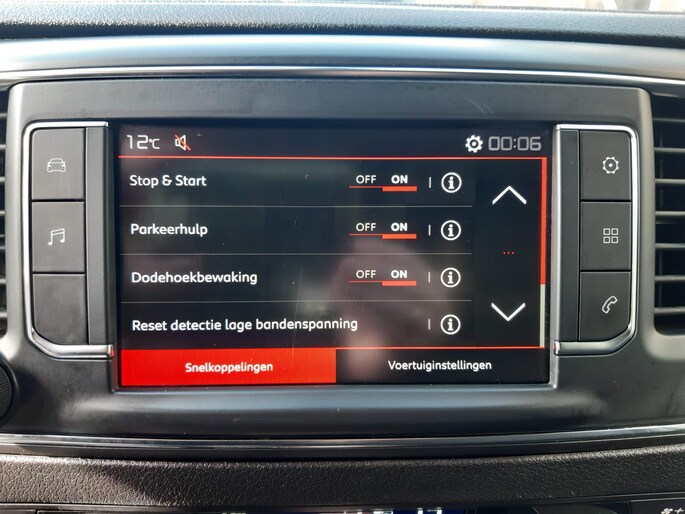 12°C 00:06
Stop & Start OFF ON
Parkeerhulp OFF ON
Dodehoekbewaking OFF ON
Reset detectie lage bandenspanning
Snelkoppelingen Voertuiginstellingen